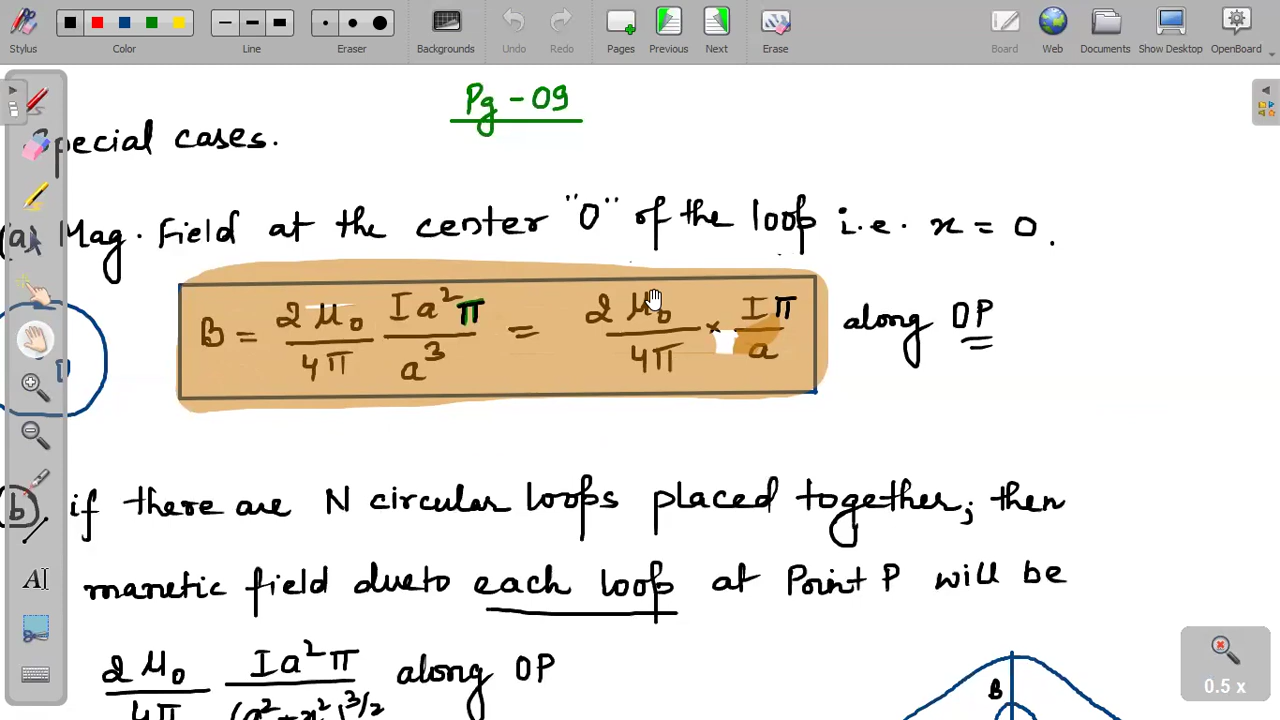 Stylus
Color
Line
Eraser
Backgrounds
Undo
Redo
Pages
Previous
Next
Erase
Board
Web
Documents
Show Desktop
OpenBoard
Pg - 09
Special cases.
(a) Mag. Field at the center "O" of the loop i.e. x = 0.
B = 2μ₀/4π Ia²π/a³ = 2μ₀/4π × Iπ/a along OP
(b) if there are N circular loops placed together; then
manetic field dueto each loop at Point P will be
2μ₀/4π Ia²π/(a²+x²)^3/2 along OP
B
0.5 x